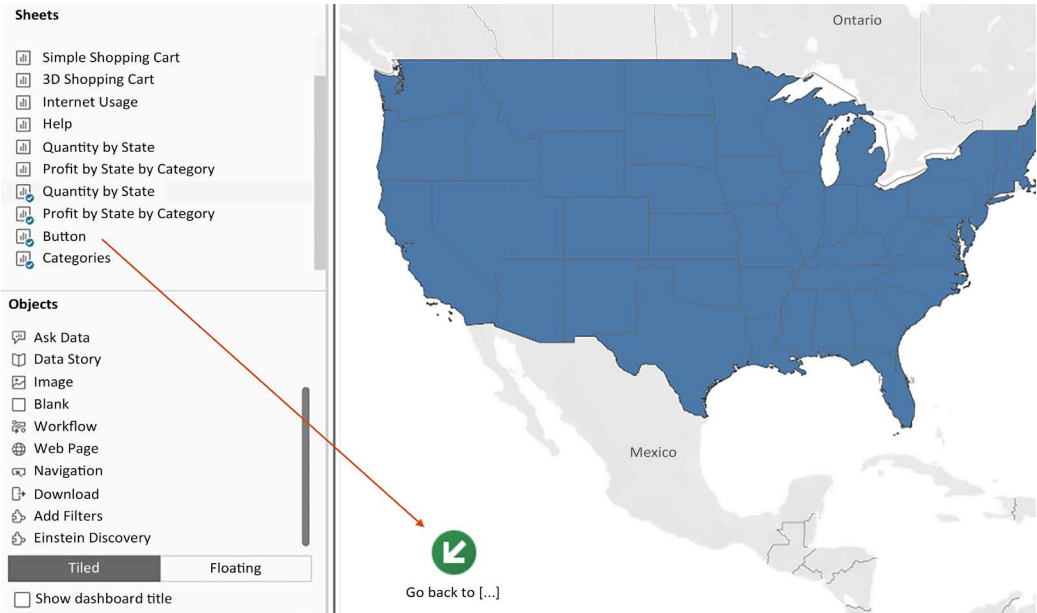 Sheets
Simple Shopping Cart
3D Shopping Cart
Internet Usage
Help
Quantity by State
Profit by State by Category
Quantity by State
Profit by State by Category
Button
Categories
Objects
Ask Data
Data Story
Image
Blank
Workflow
Web Page
Navigation
Download
Add Filters
Einstein Discovery
Tiled
Floating
Show dashboard title
Ontario
Mexico
Go back to [...]